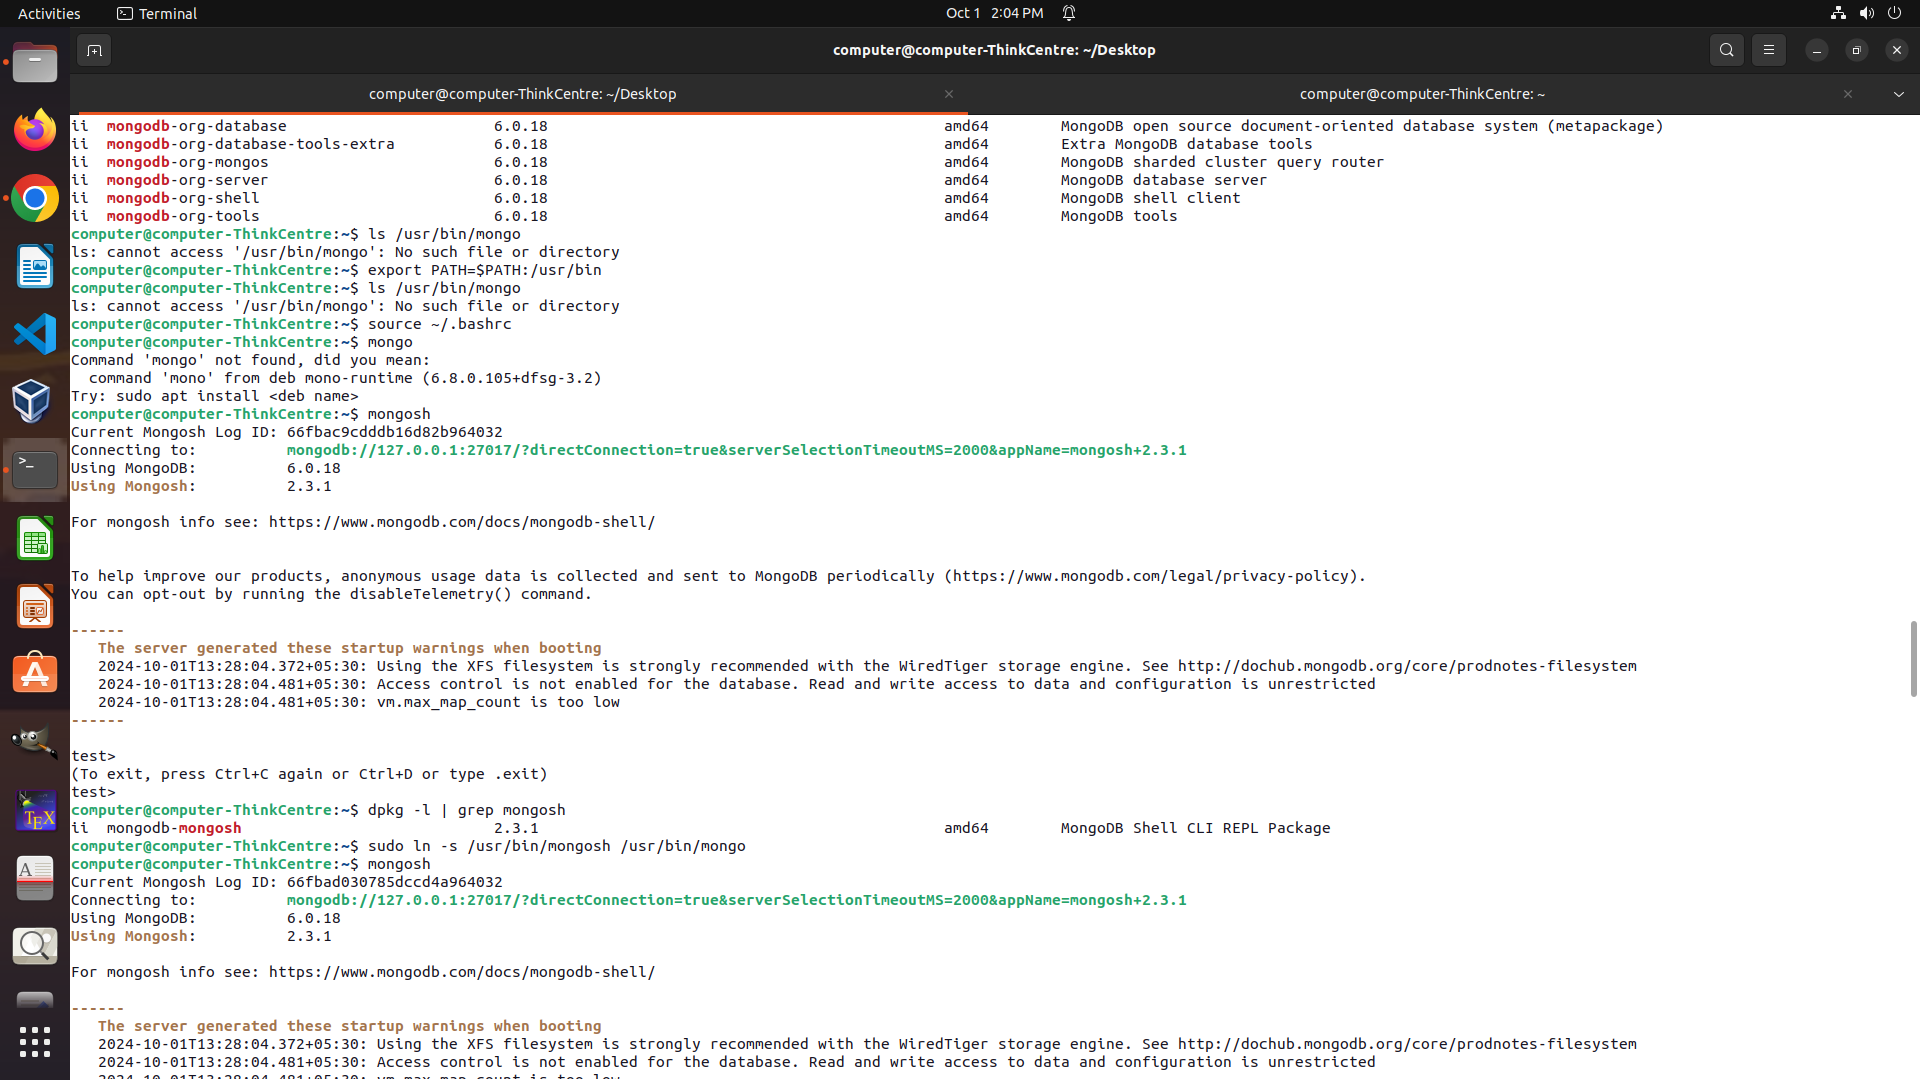 Activities
Terminal
Oct 1 2:04 PM
computer@computer-ThinkCentre: ~/Desktop
computer@computer-ThinkCentre: ~/Desktop
computer@computer-ThinkCentre: ~
ii mongodb-org-database 6.0.18 amd64 MongoDB open source document-oriented database system (metapackage)
ii mongodb-org-database-tools-extra 6.0.18 amd64 Extra MongoDB database tools
ii mongodb-org-mongos 6.0.18 amd64 MongoDB sharded cluster query router
ii mongodb-org-server 6.0.18 amd64 MongoDB database server
ii mongodb-org-shell 6.0.18 amd64 MongoDB shell client
ii mongodb-org-tools 6.0.18 amd64 MongoDB tools
computer@computer-ThinkCentre:~$ ls /usr/bin/mongo
ls: cannot access '/usr/bin/mongo': No such file or directory
computer@computer-ThinkCentre:~$ export PATH=$PATH:/usr/bin
computer@computer-ThinkCentre:~$ ls /usr/bin/mongo
ls: cannot access '/usr/bin/mongo': No such file or directory
computer@computer-ThinkCentre:~$ source ~/.bashrc
computer@computer-ThinkCentre:~$ mongo
Command 'mongo' not found, did you mean:
command 'mono' from deb mono-runtime (6.8.0.105+dfsg-3.2)
Try: sudo apt install <deb name>
computer@computer-ThinkCentre:~$ mongosh
Current Mongosh Log ID: 66fbac9cdddb16d82b964032
Connecting to: mongodb://127.0.0.1:27017/?directConnection=true&serverSelectionTimeoutMS=2000&appName=mongosh+2.3.1
Using MongoDB: 6.0.18
Using Mongosh: 2.3.1
For mongosh info see: https://www.mongodb.com/docs/mongodb-shell/
To help improve our products, anonymous usage data is collected and sent to MongoDB periodically (https://www.mongodb.com/legal/privacy-policy).
You can opt-out by running the disableTelemetry() command.
------
The server generated these startup warnings when booting
2024-10-01T13:28:04.372+05:30: Using the XFS filesystem is strongly recommended with the WiredTiger storage engine. See http://dochub.mongodb.org/core/prodnotes-filesystem
2024-10-01T13:28:04.481+05:30: Access control is not enabled for the database. Read and write access to data and configuration is unrestricted
2024-10-01T13:28:04.481+05:30: vm.max_map_count is too low
------
test>
(To exit, press Ctrl+C again or Ctrl+D or type .exit)
test>
computer@computer-ThinkCentre:~$ dpkg -l | grep mongosh
ii mongodb-mongosh 2.3.1 amd64 MongoDB Shell CLI REPL Package
computer@computer-ThinkCentre:~$ sudo ln -s /usr/bin/mongosh /usr/bin/mongo
computer@computer-ThinkCentre:~$ mongosh
Current Mongosh Log ID: 66fbad030785dccd4a964032
Connecting to: mongodb://127.0.0.1:27017/?directConnection=true&serverSelectionTimeoutMS=2000&appName=mongosh+2.3.1
Using MongoDB: 6.0.18
Using Mongosh: 2.3.1
For mongosh info see: https://www.mongodb.com/docs/mongodb-shell/
------
The server generated these startup warnings when booting
2024-10-01T13:28:04.372+05:30: Using the XFS filesystem is strongly recommended with the WiredTiger storage engine. See http://dochub.mongodb.org/core/prodnotes-filesystem
2024-10-01T13:28:04.481+05:30: Access control is not enabled for the database. Read and write access to data and configuration is unrestricted
2024-10-01T13:28:04.481+05:30: vm.max_map_count is too low